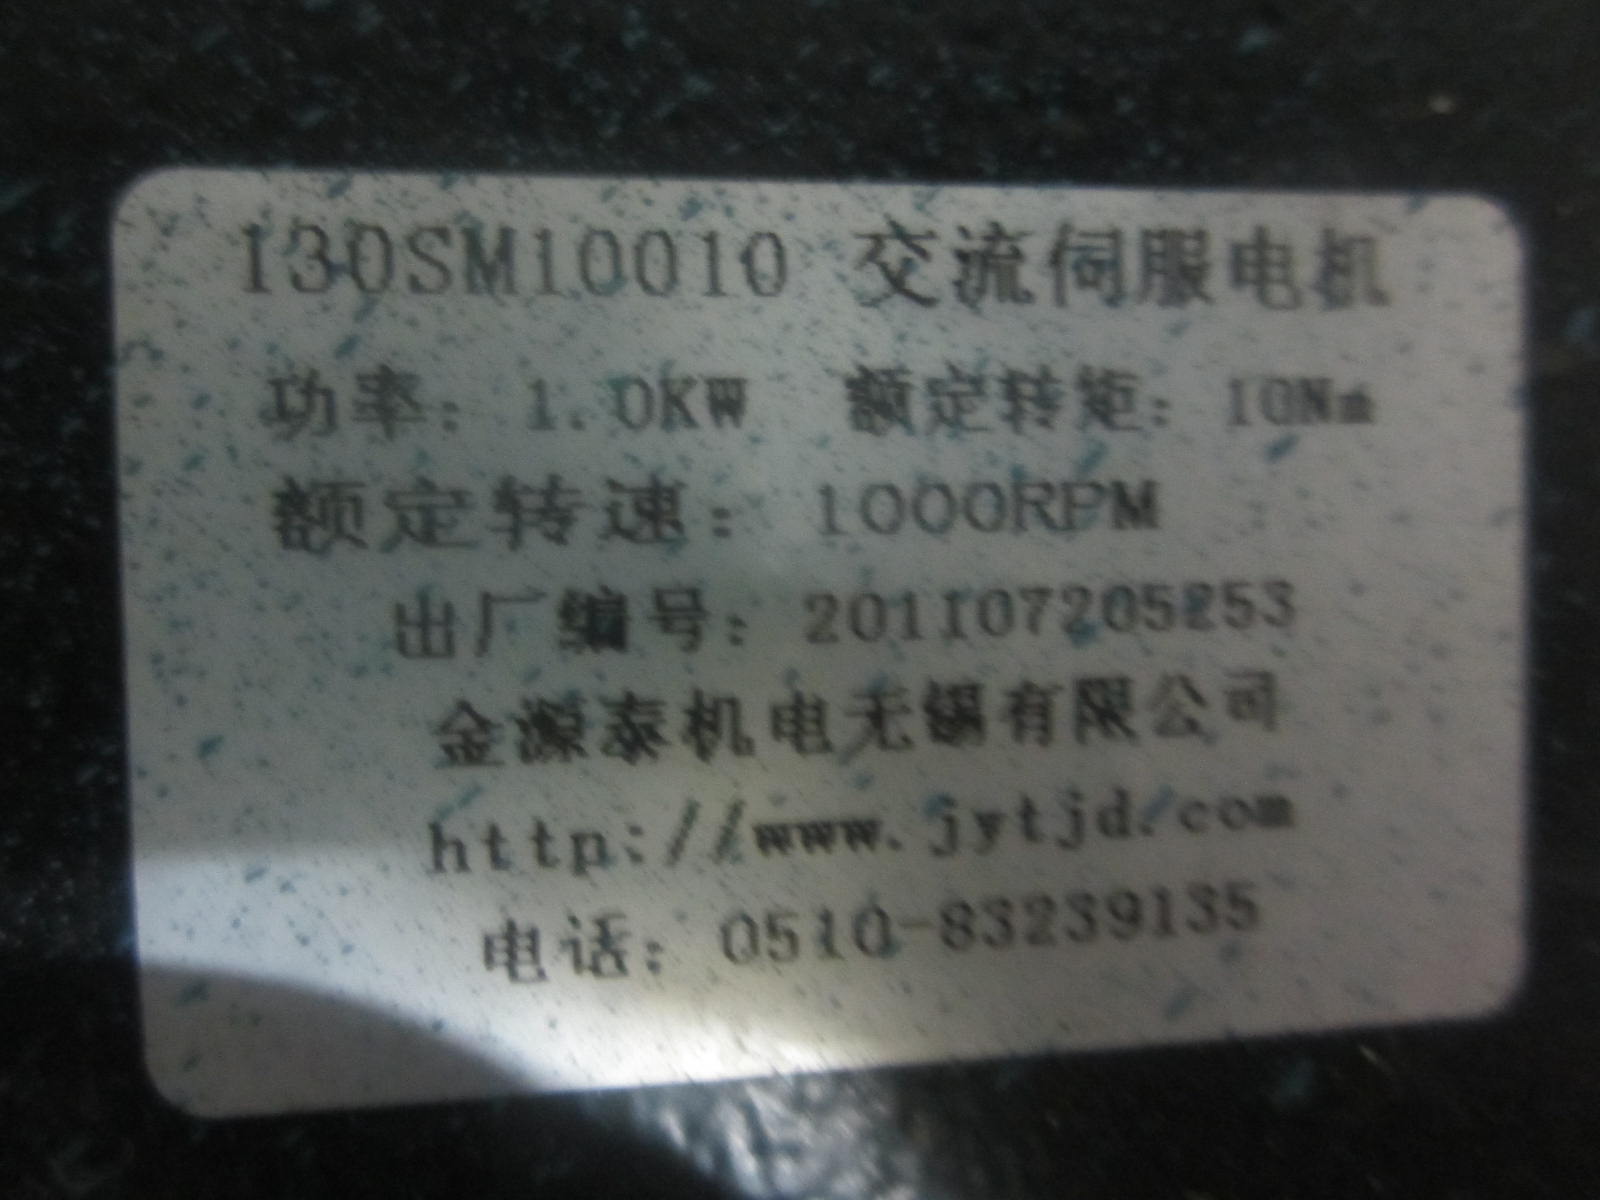 130SM10010 交流伺服电机
功率: 1.0KW 额定转矩: 10Nm
额定转速: 1000RPM
出厂编号: 201107205253
金源泰机电无锡有限公司
http://www.jytjd.com
电话: 0510-83239135